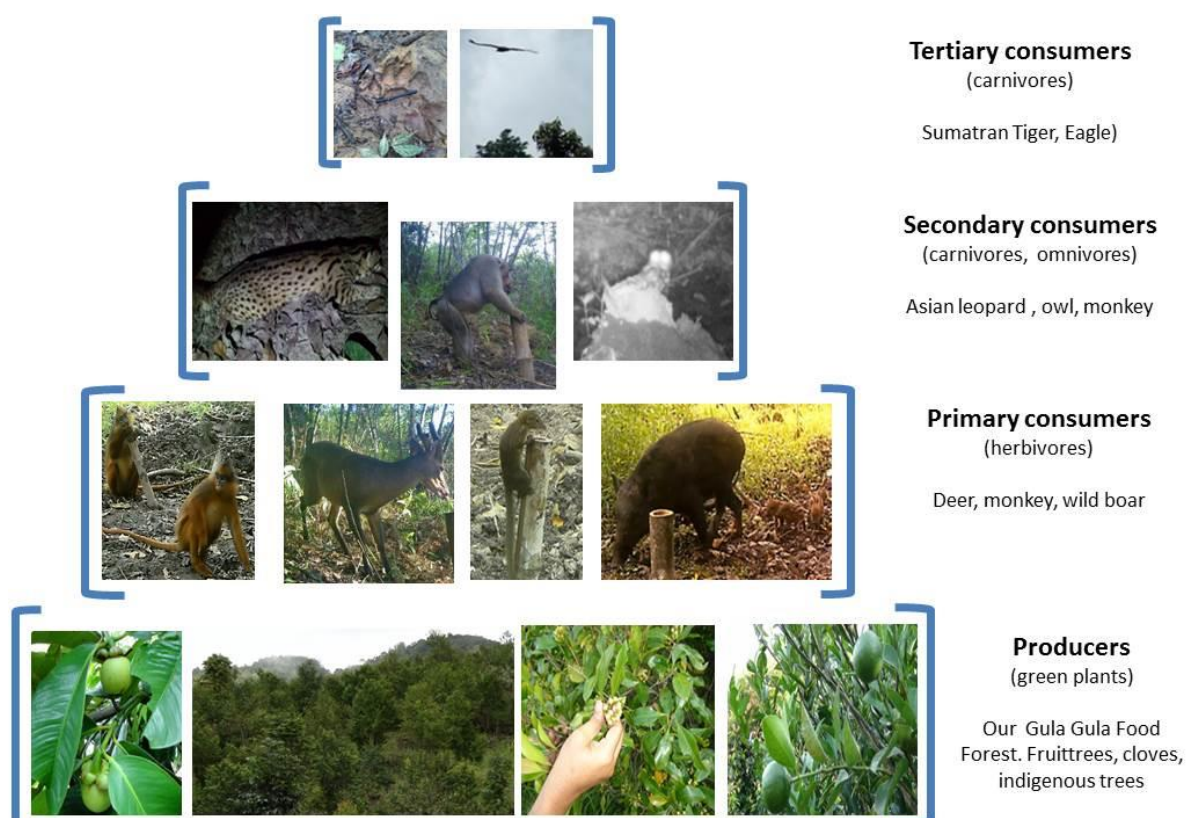 Tertiary consumers
(carnivores)
Sumatran Tiger, Eagle)
Secondary consumers
(carnivores, omnivores)
Asian leopard , owl, monkey
Primary consumers
(herbivores)
Deer, monkey, wild boar
Producers
(green plants)
Our Gula Gula Food
Forest. Fruittrees, cloves,
indigenous trees